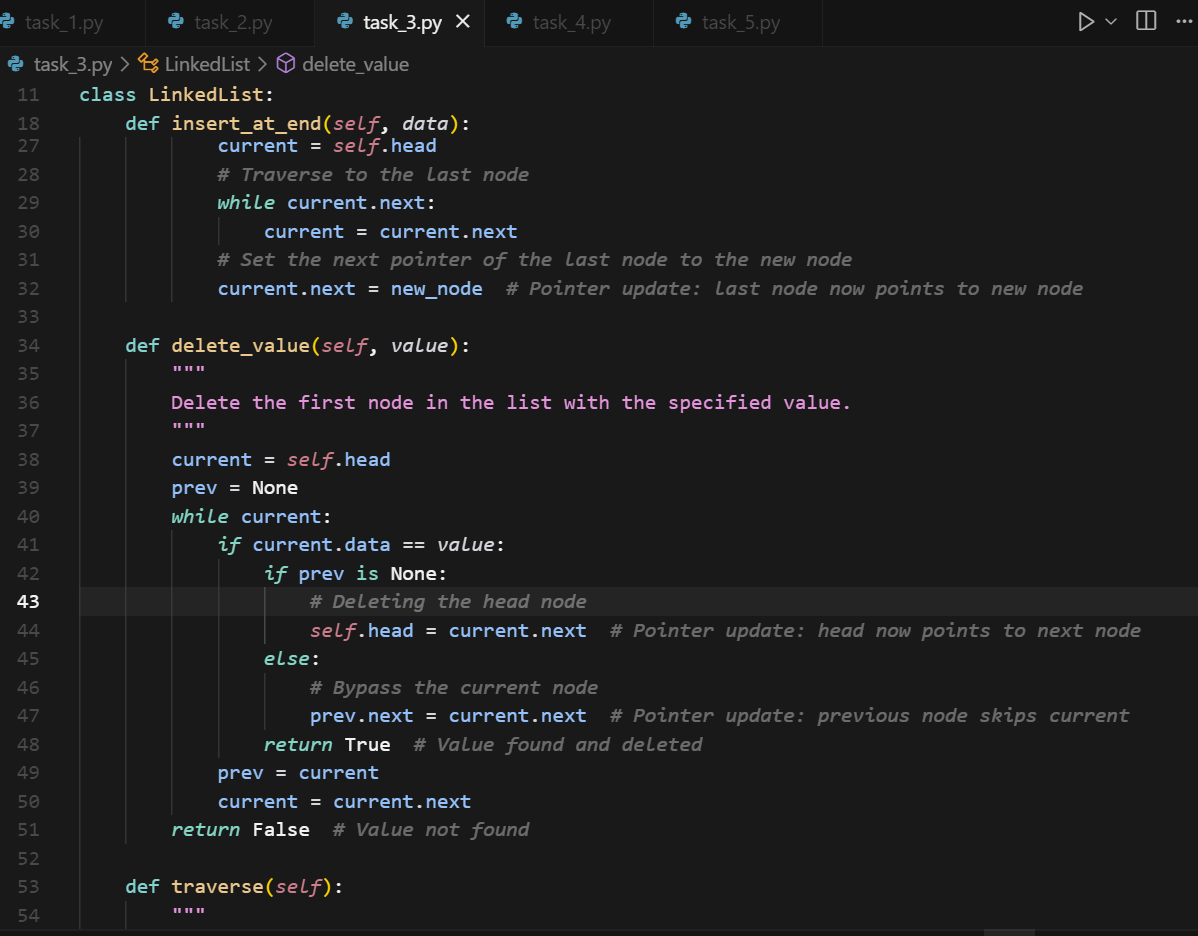 task_1.py task_2.py task_3.py task_4.py task_5.py
task_3.py > LinkedList > delete_value
11 class LinkedList:
18     def insert_at_end(self, data):
27             current = self.head
28             # Traverse to the last node
29             while current.next:
30                 current = current.next
31             # Set the next pointer of the last node to the new node
32             current.next = new_node  # Pointer update: last node now points to new node
33
34     def delete_value(self, value):
35         """
36         Delete the first node in the list with the specified value.
37         """
38         current = self.head
39         prev = None
40         while current:
41             if current.data == value:
42                 if prev is None:
43                     # Deleting the head node
44                     self.head = current.next  # Pointer update: head now points to next node
45                 else:
46                     # Bypass the current node
47                     prev.next = current.next  # Pointer update: previous node skips current
48                 return True  # Value found and deleted
49             prev = current
50             current = current.next
51         return False  # Value not found
52
53     def traverse(self):
54         """